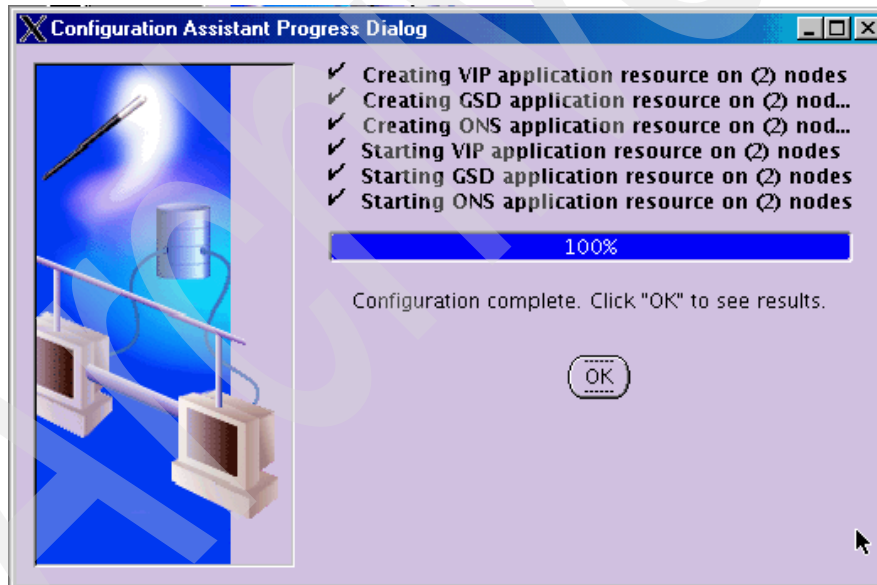 Configuration Assistant Progress Dialog
Creating VIP application resource on (2) nodes
Creating GSD application resource on (2) nod...
Creating ONS application resource on (2) nod...
Starting VIP application resource on (2) nodes
Starting GSD application resource on (2) nodes
Starting ONS application resource on (2) nodes
100%
Configuration complete. Click "OK" to see results.
OK